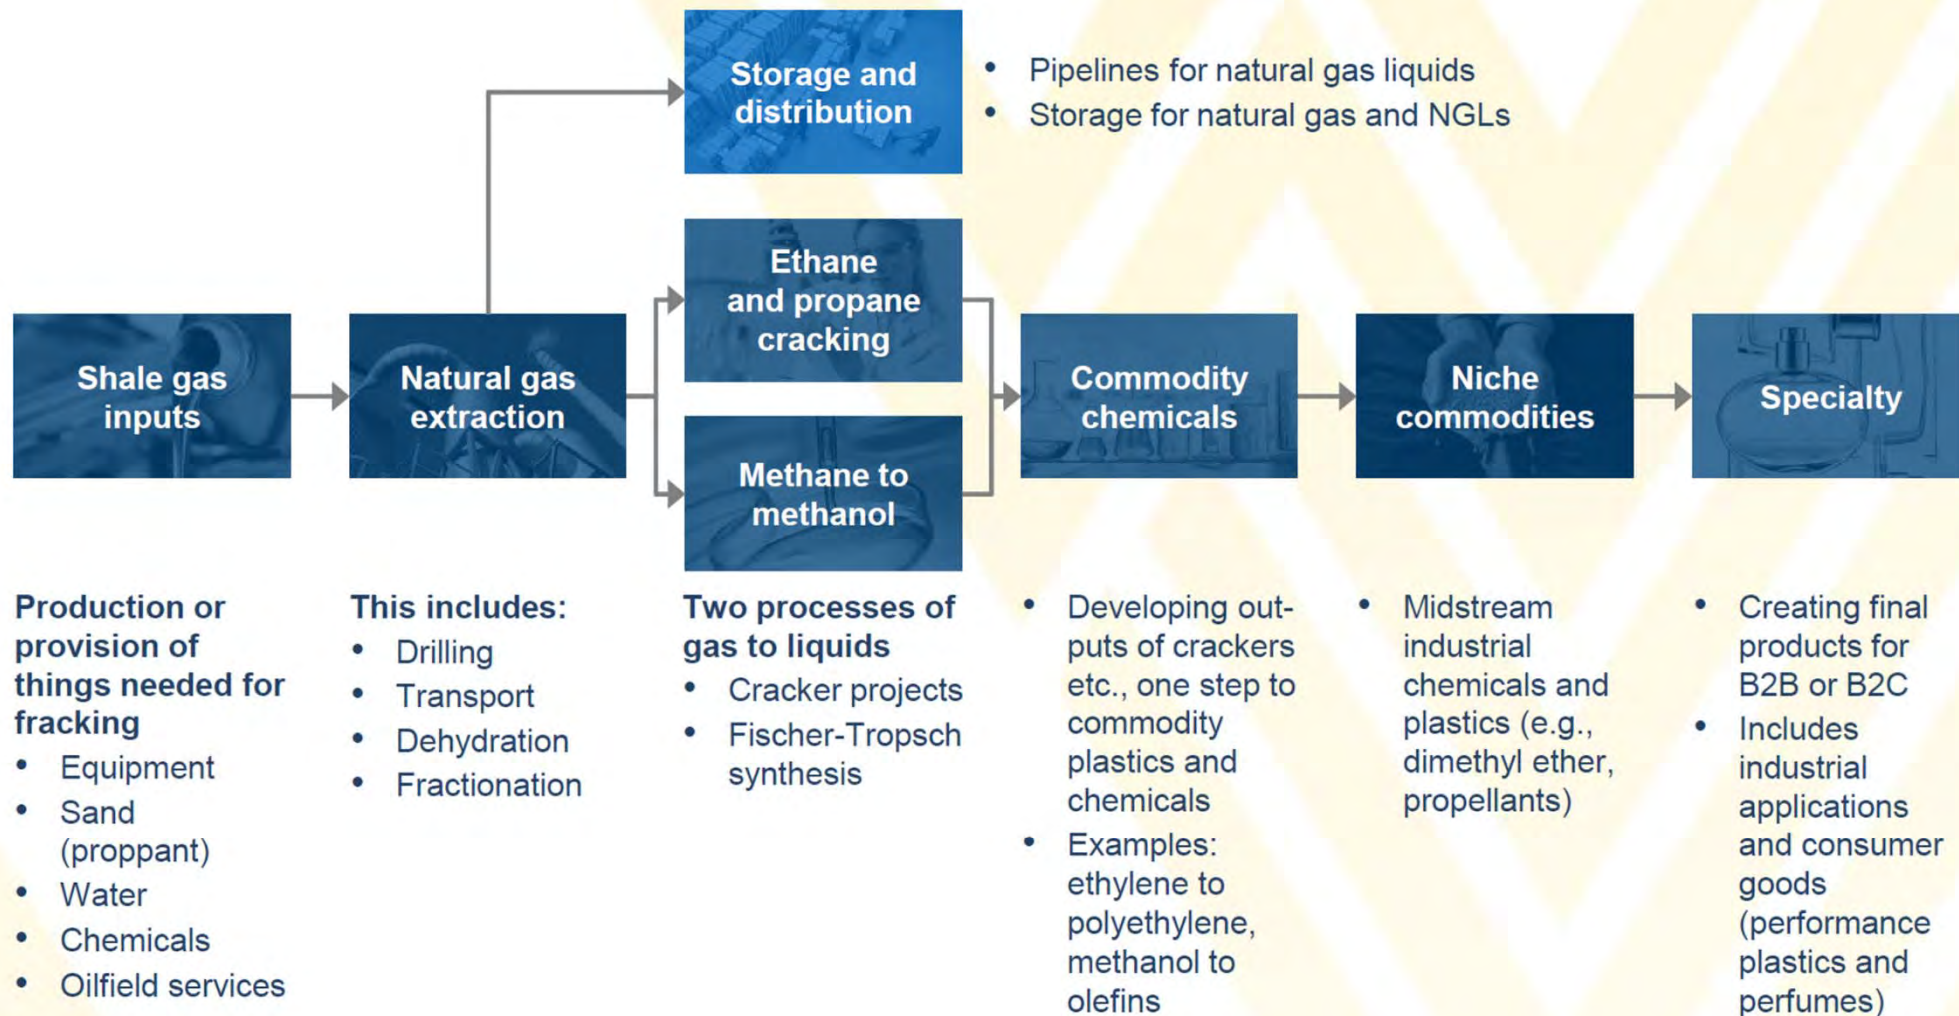 Storage and
distribution
• Pipelines for natural gas liquids
• Storage for natural gas and NGLs
Ethane
and propane
cracking
Shale gas
inputs
Natural gas
extraction
Methane to
methanol
Commodity
chemicals
Niche
commodities
Specialty
Production or
provision of
things needed for
fracking
• Equipment
• Sand
(proppant)
• Water
• Chemicals
• Oilfield services
This includes:
• Drilling
• Transport
• Dehydration
• Fractionation
Two processes of
gas to liquids
• Cracker projects
• Fischer-Tropsch
synthesis
• Developing out-
puts of crackers
etc., one step to
commodity
plastics and
chemicals
• Examples:
ethylene to
polyethylene,
methanol to
olefins
• Midstream
industrial
chemicals and
plastics (e.g.,
dimethyl ether,
propellants)
• Creating final
products for
B2B or B2C
• Includes
industrial
applications
and consumer
goods
(performance
plastics and
perfumes)